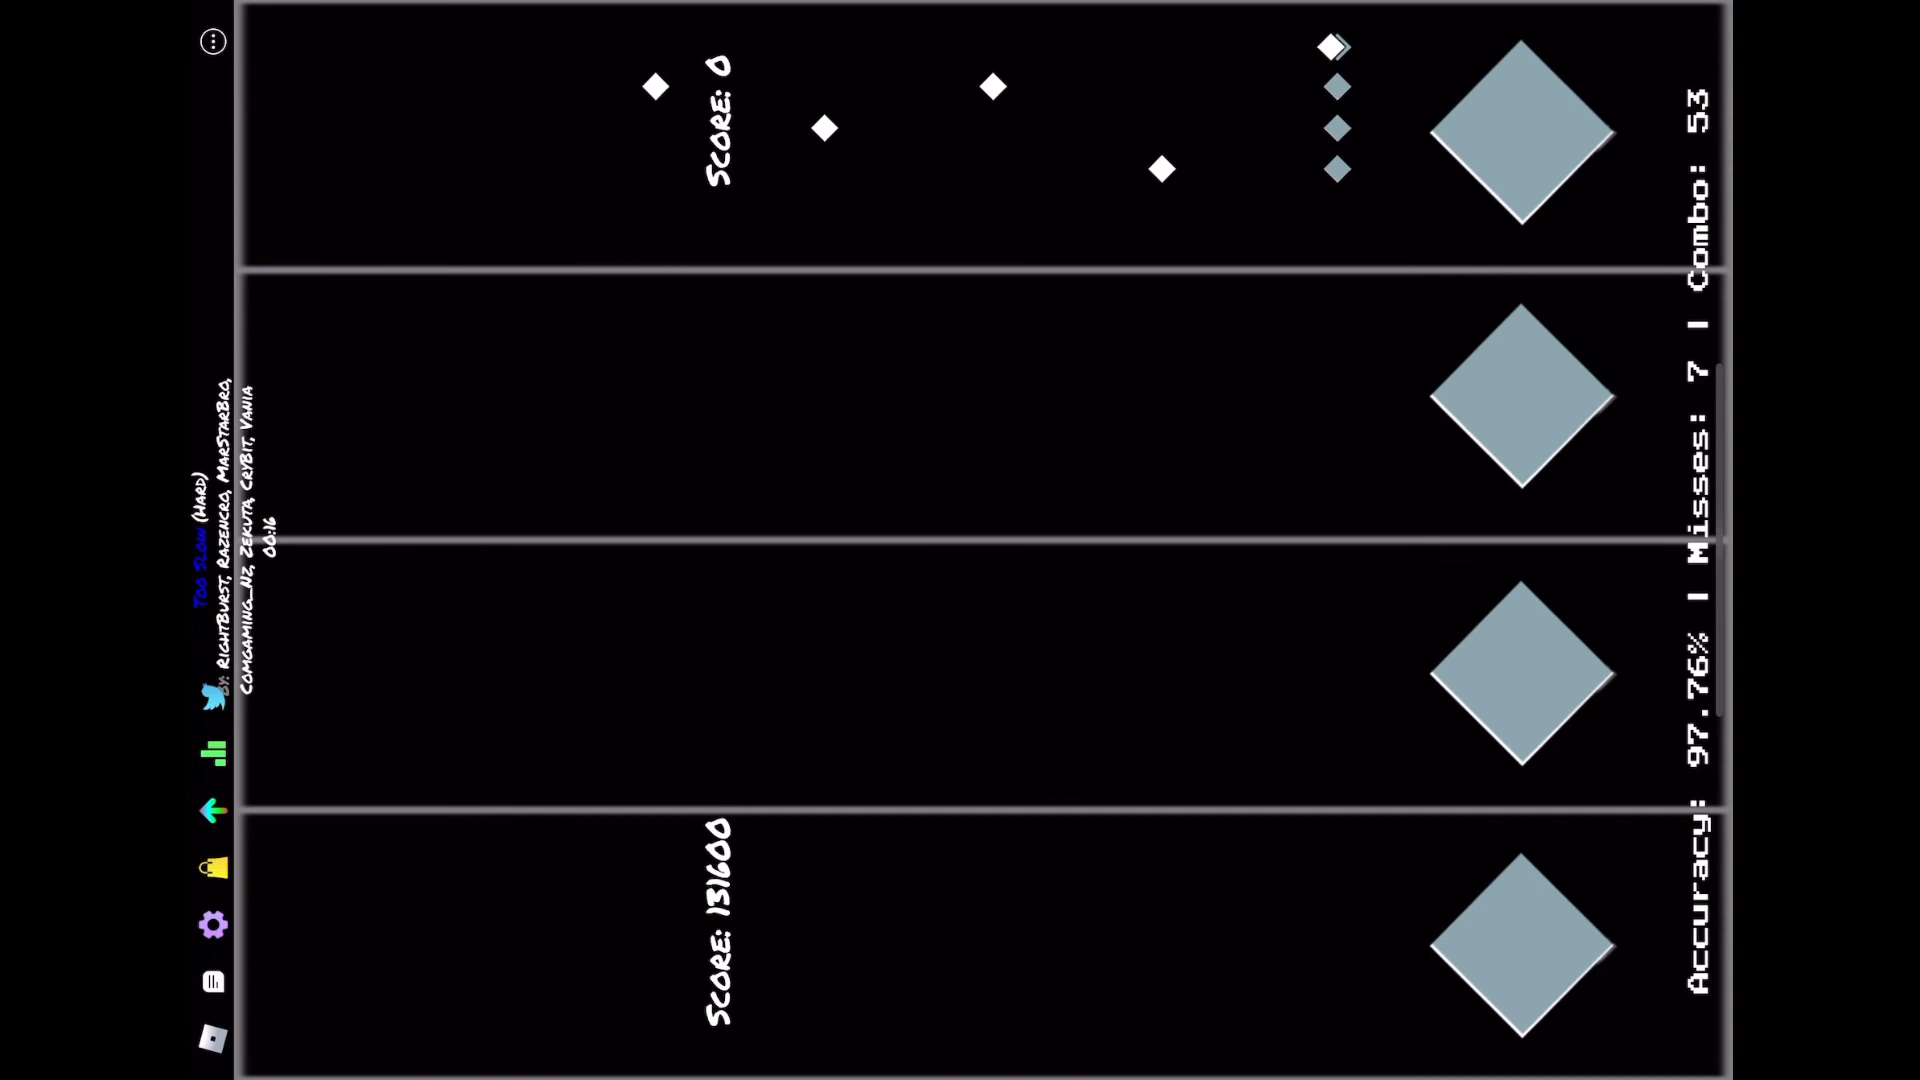 Too Slow (Hard)
By: RightBurst, Razencro, MarStarBro,
Comgaming_Nz, Zekuta, CryBit, Vania
00:16
Score: 131600
Score: 0
Accuracy: 97.76% | Misses: 7 | Combo: 53